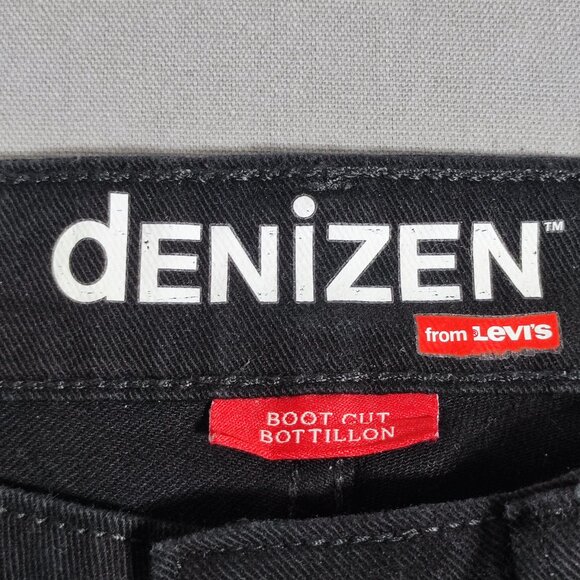 dENiZEN™
from Levi's
BOOT CUT
BOTTILLON